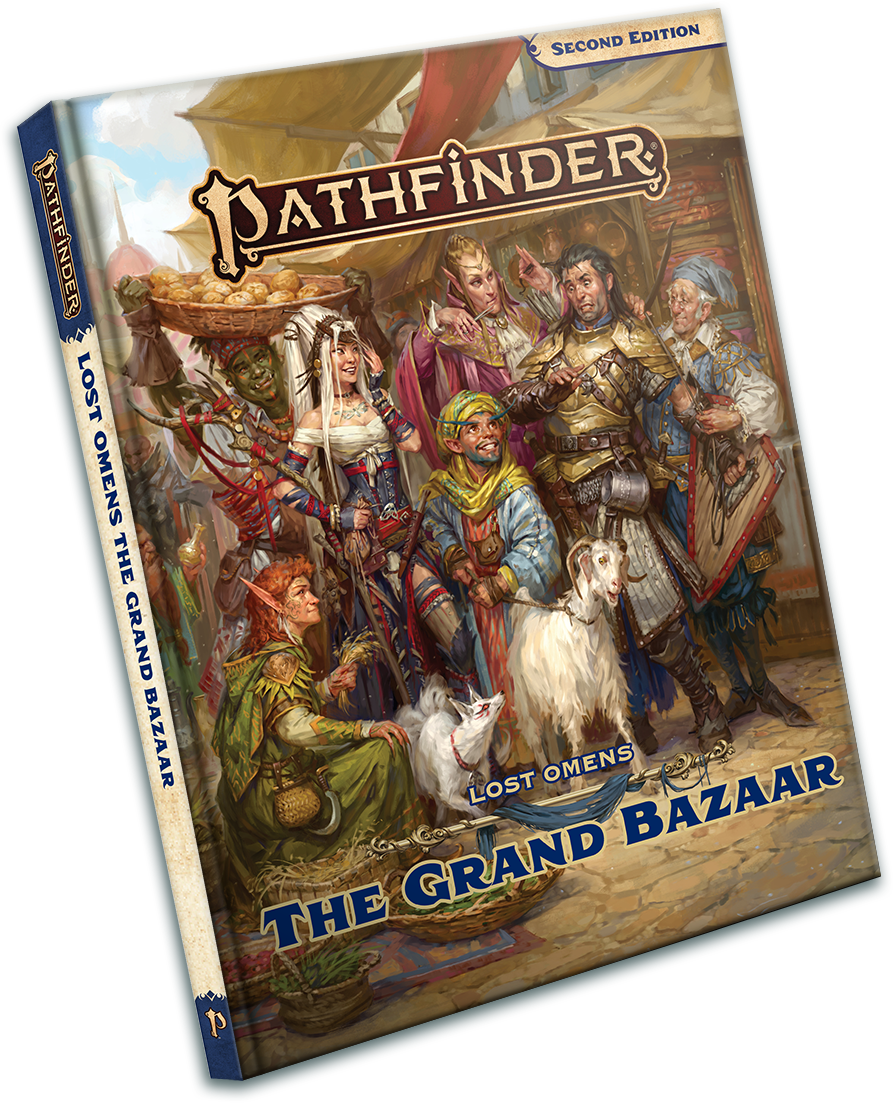 SECOND EDITION
PATHFINDER®
LOST OMENS
THE GRAND BAZAAR
PATHFINDER®
LOST OMENS THE GRAND BAZAAR
P